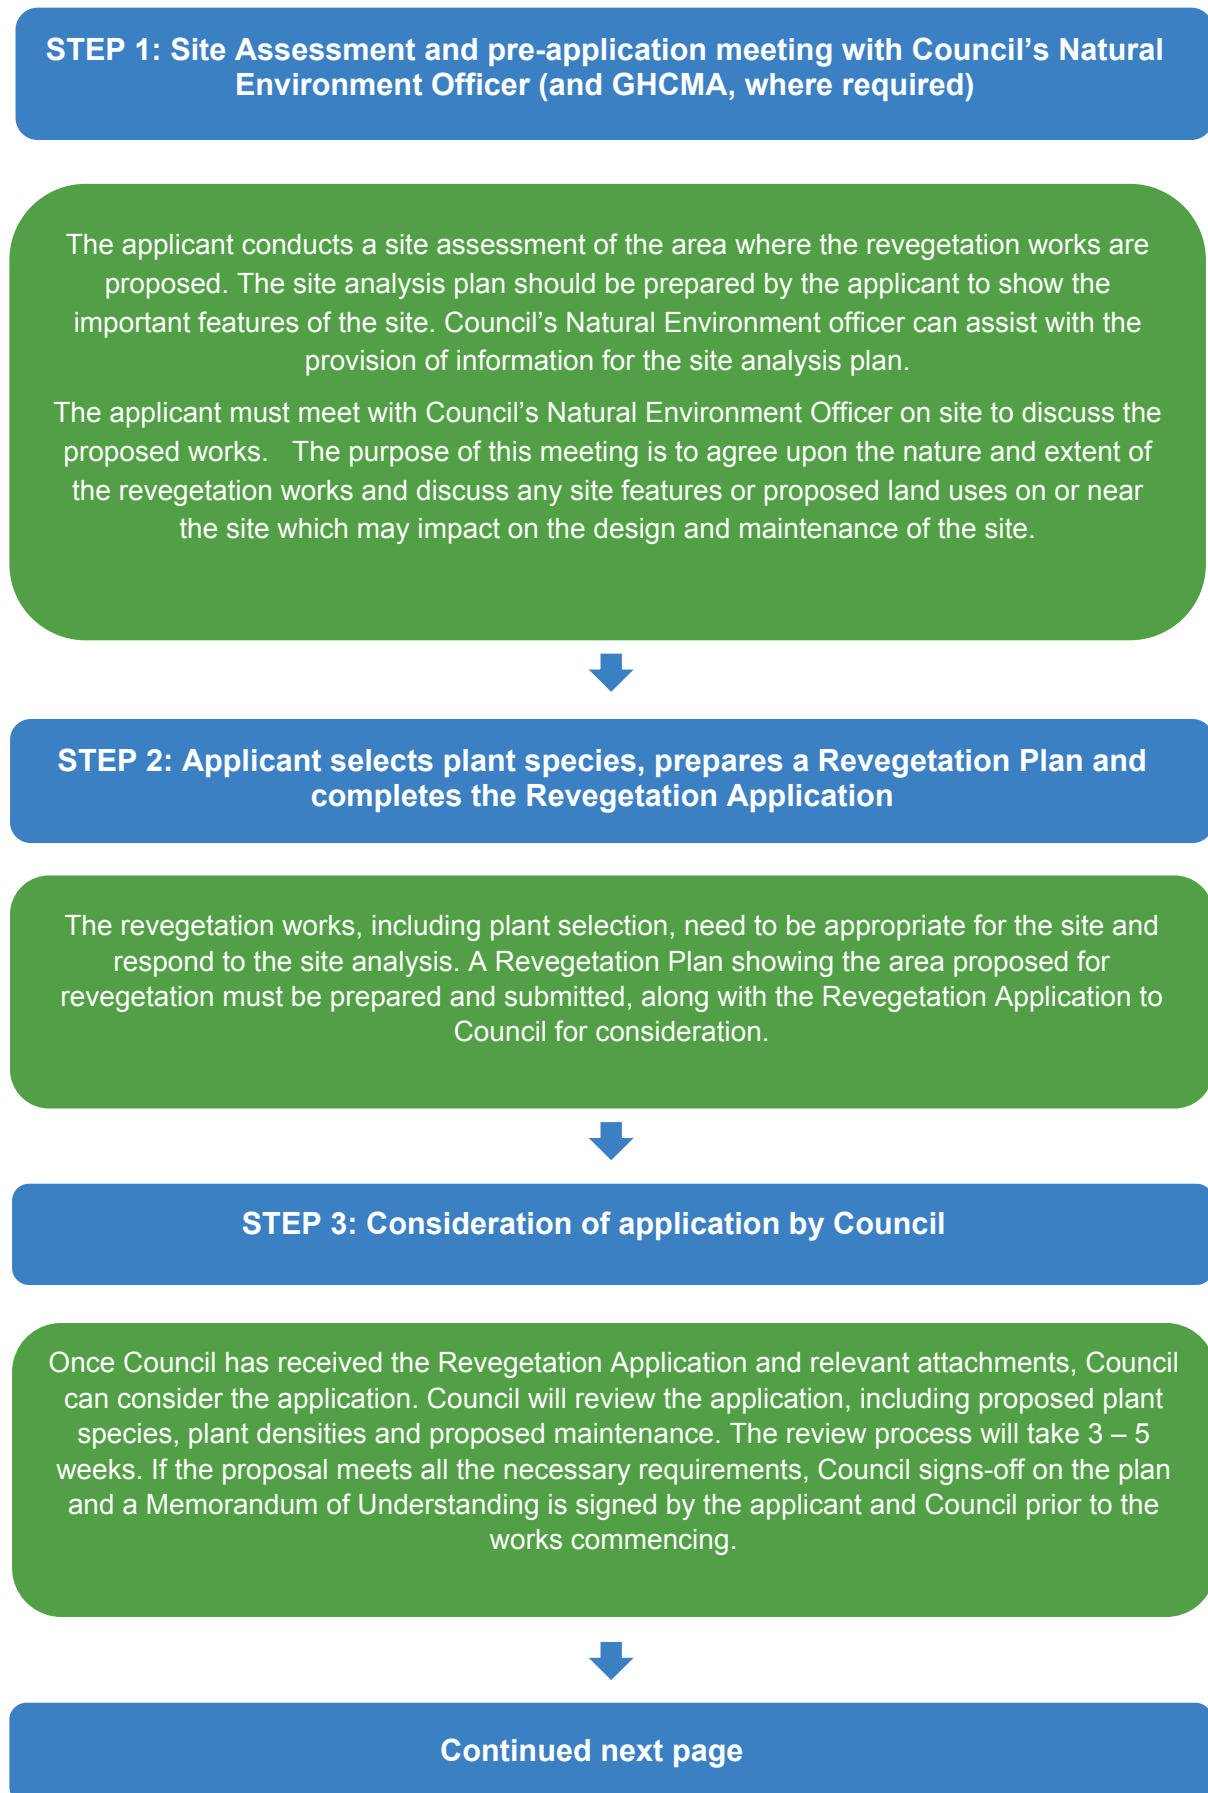 STEP 1: Site Assessment and pre-application meeting with Council’s Natural
Environment Officer (and GHCMA, where required)
The applicant conducts a site assessment of the area where the revegetation works are
proposed. The site analysis plan should be prepared by the applicant to show the
important features of the site. Council’s Natural Environment officer can assist with the
provision of information for the site analysis plan.
The applicant must meet with Council’s Natural Environment Officer on site to discuss the
proposed works.   The purpose of this meeting is to agree upon the nature and extent of
the revegetation works and discuss any site features or proposed land uses on or near
the site which may impact on the design and maintenance of the site.
STEP 2: Applicant selects plant species, prepares a Revegetation Plan and
completes the Revegetation Application
The revegetation works, including plant selection, need to be appropriate for the site and
respond to the site analysis. A Revegetation Plan showing the area proposed for
revegetation must be prepared and submitted, along with the Revegetation Application to
Council for consideration.
STEP 3: Consideration of application by Council
Once Council has received the Revegetation Application and relevant attachments, Council
can consider the application. Council will review the application, including proposed plant
species, plant densities and proposed maintenance. The review process will take 3 – 5
weeks. If the proposal meets all the necessary requirements, Council signs-off on the plan
and a Memorandum of Understanding is signed by the applicant and Council prior to the
works commencing.
Continued next page